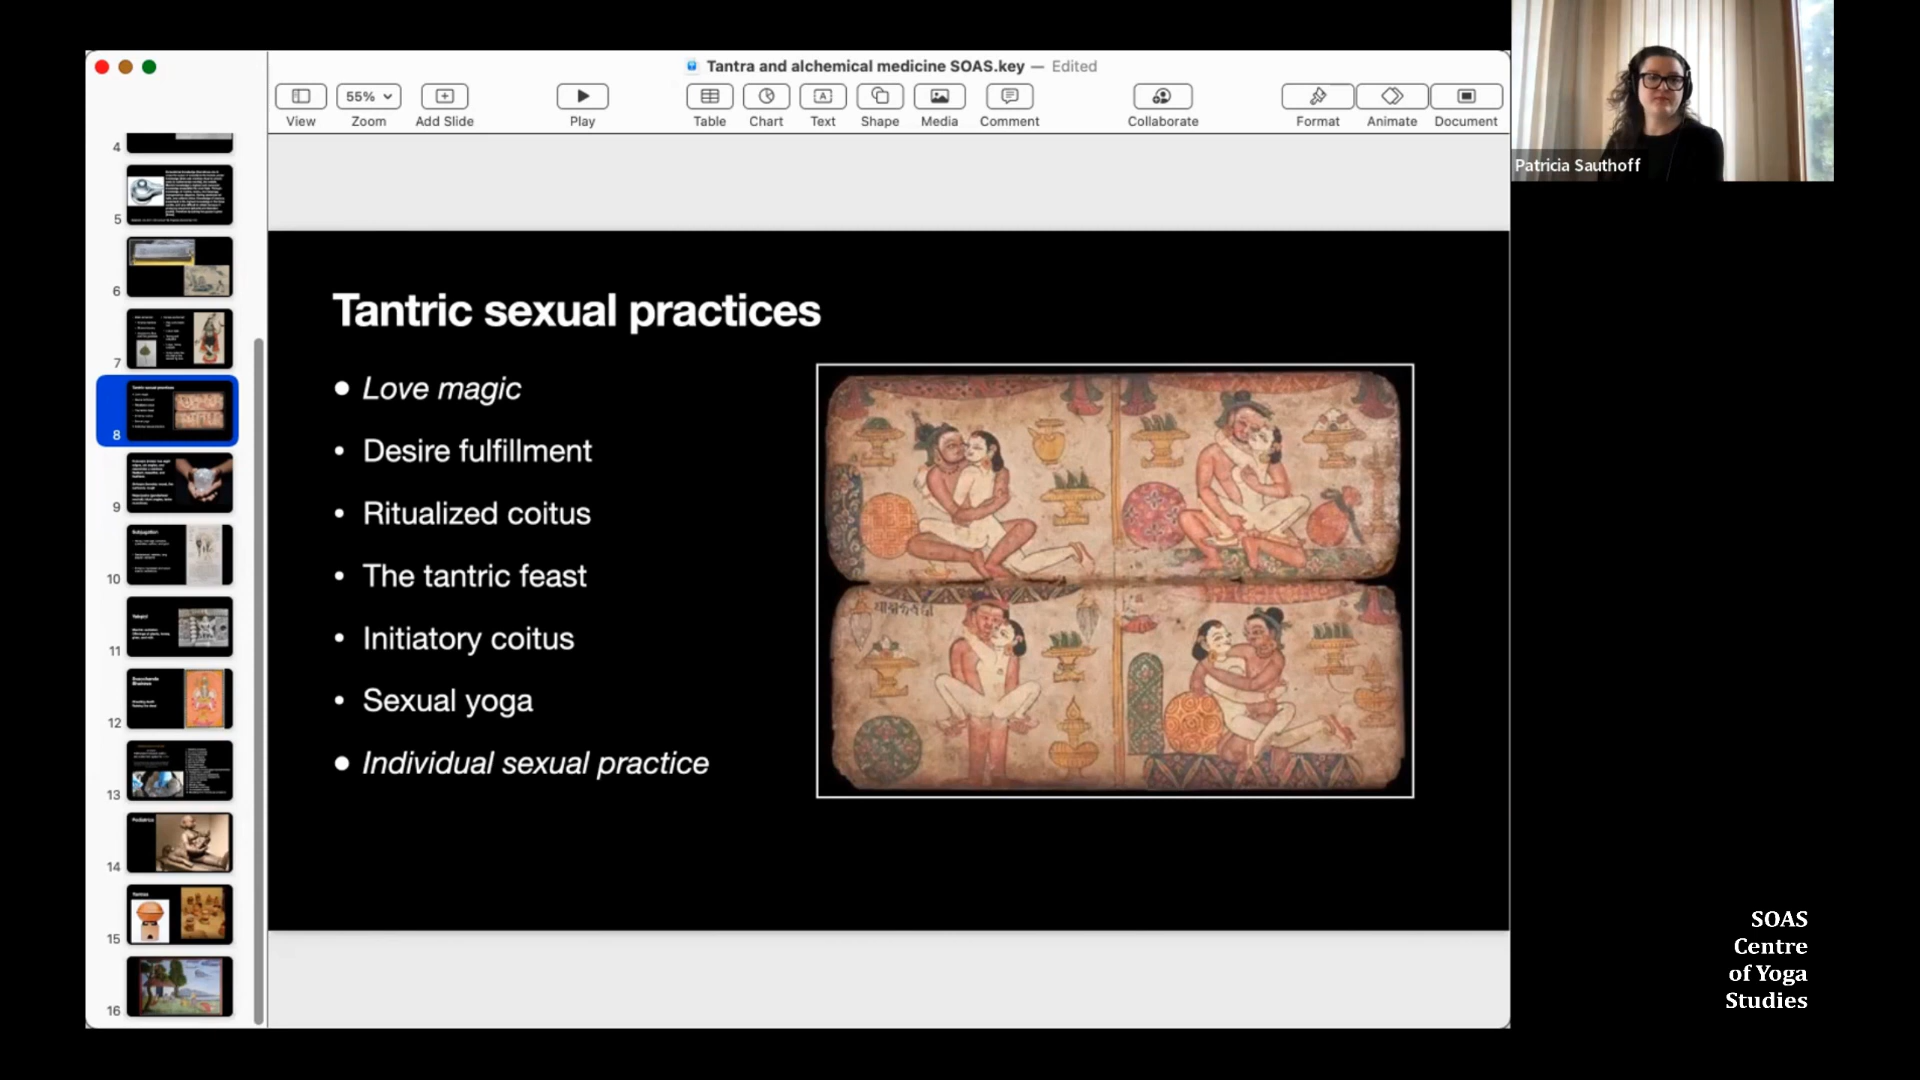 Tantra and alchemical medicine SOAS.key — Edited
55%
View
Zoom
Add Slide
Play
Table
Chart
Text
Shape
Media
Comment
Collaborate
Format
Animate
Document
Patricia Sauthoff
4
5
6
7
8
9
10
11
12
13
14
15
16
Subjugation
Pediatrics
Tantric sexual practices
• Love magic
• Desire fulfillment
• Ritualized coitus
• The tantric feast
• Initiatory coitus
• Sexual yoga
• Individual sexual practice
SOAS
Centre
of Yoga
Studies